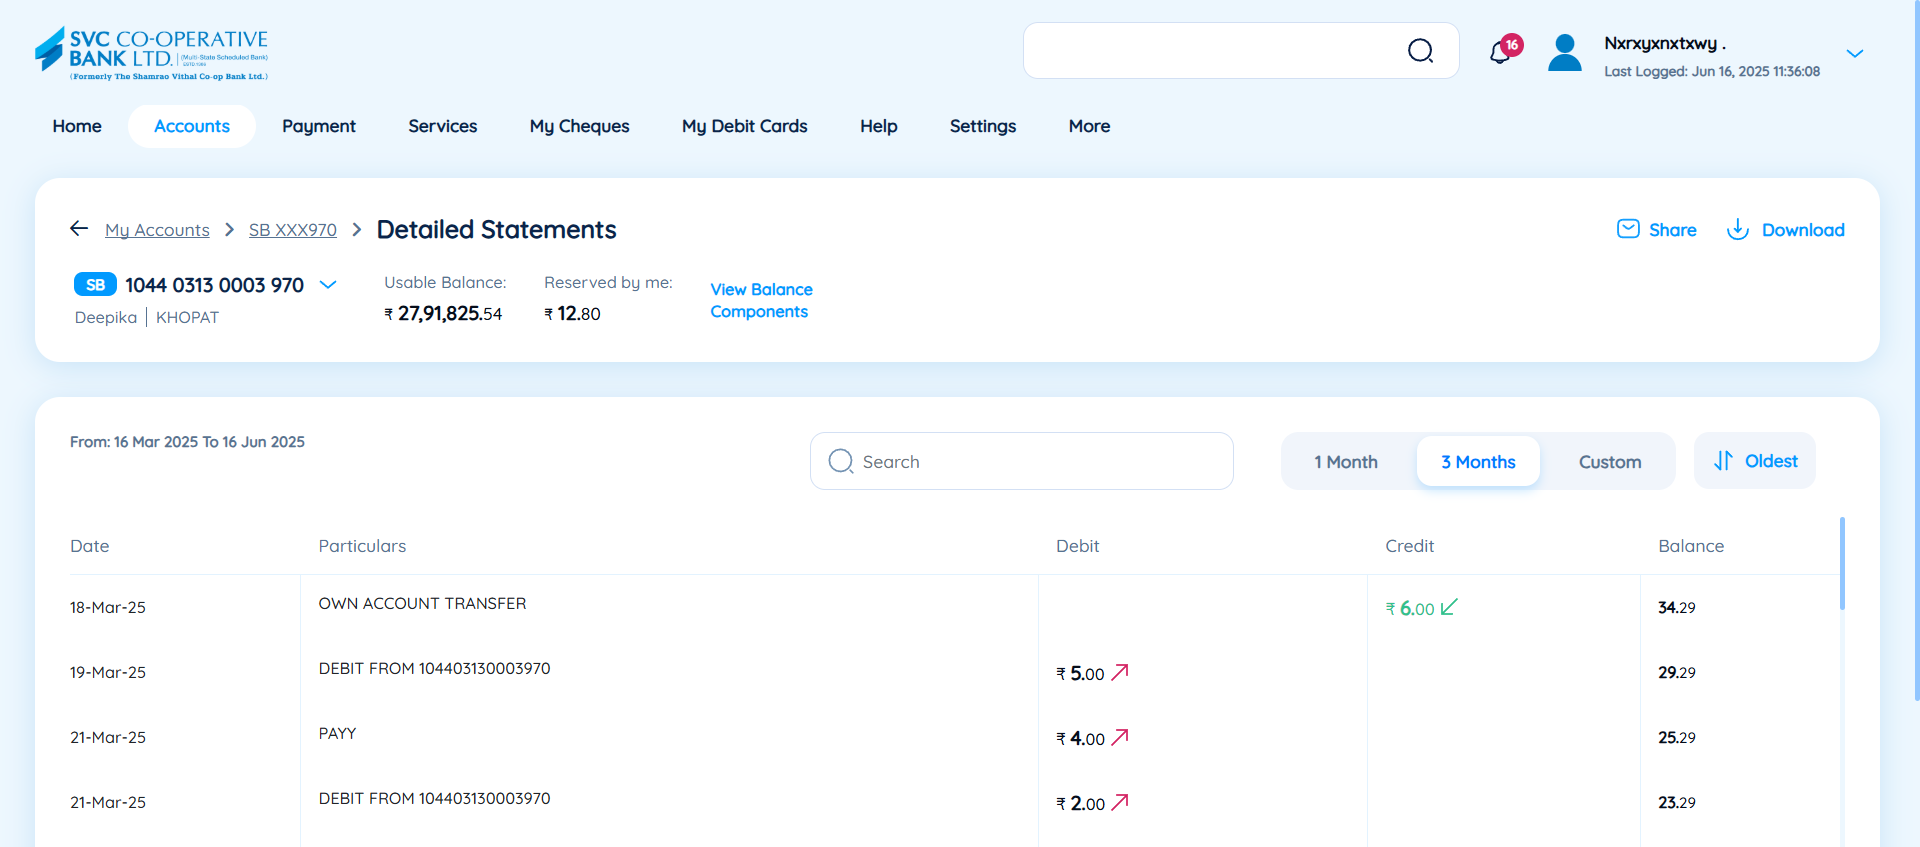 SVC CO-OPERATIVE
BANK LTD. (Multi-State Scheduled Bank)
ESTD 1906
(Formerly The Shamrao Vithal Co-op Bank Ltd.)
16
Nxrxyxnxtxwy .
Last Logged: Jun 16, 2025 11:36:08
Home Accounts Payment Services My Cheques My Debit Cards Help Settings More
My Accounts SB XXX970 Detailed Statements
Share Download
SB 1044 0313 0003 970
Deepika KHOPAT
Usable Balance:
₹ 27,91,825.54
Reserved by me:
₹ 12.80
View Balance
Components
From: 16 Mar 2025 To 16 Jun 2025
Search
1 Month 3 Months Custom Oldest
Date Particulars Debit Credit Balance
18-Mar-25 OWN ACCOUNT TRANSFER ₹ 6.00 34.29
19-Mar-25 DEBIT FROM 104403130003970 ₹ 5.00 29.29
21-Mar-25 PAYY ₹ 4.00 25.29
21-Mar-25 DEBIT FROM 104403130003970 ₹ 2.00 23.29